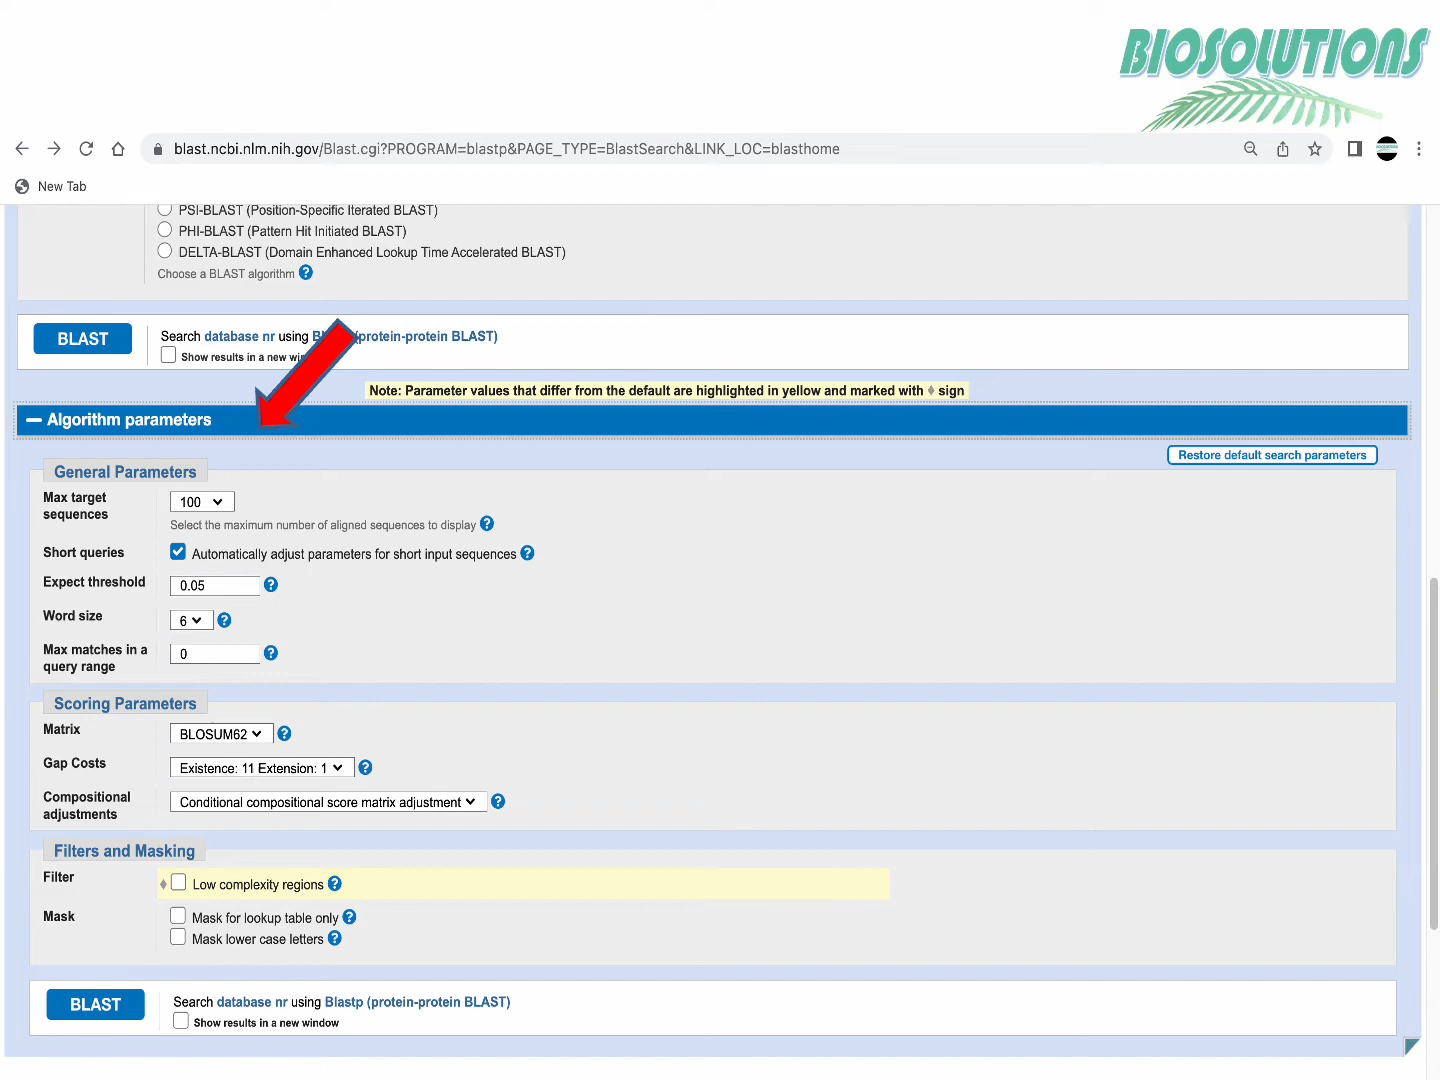 BIOSOLUTIONS
blast.ncbi.nlm.nih.gov/Blast.cgi?PROGRAM=blastp&PAGE_TYPE=BlastSearch&LINK_LOC=blasthome
New Tab
PSI-BLAST (Position-Specific Iterated BLAST)
PHI-BLAST (Pattern Hit Initiated BLAST)
DELTA-BLAST (Domain Enhanced Lookup Time Accelerated BLAST)
Choose a BLAST algorithm ?
BLAST
Search database nr using (protein-protein BLAST)
Show results in a new
Note: Parameter values that differ from the default are highlighted in yellow and marked with ♦ sign
Algorithm parameters
Restore default search parameters
General Parameters
Max target sequences
100
Select the maximum number of aligned sequences to display ?
Short queries
Automatically adjust parameters for short input sequences ?
Expect threshold
0.05 ?
Word size
6 ?
Max matches in a query range
0 ?
Scoring Parameters
Matrix
BLOSUM62 ?
Gap Costs
Existence: 11 Extension: 1 ?
Compositional adjustments
Conditional compositional score matrix adjustment ?
Filters and Masking
Filter
♦ Low complexity regions ?
Mask
Mask for lookup table only ?
Mask lower case letters ?
BLAST
Search database nr using Blastp (protein-protein BLAST)
Show results in a new window